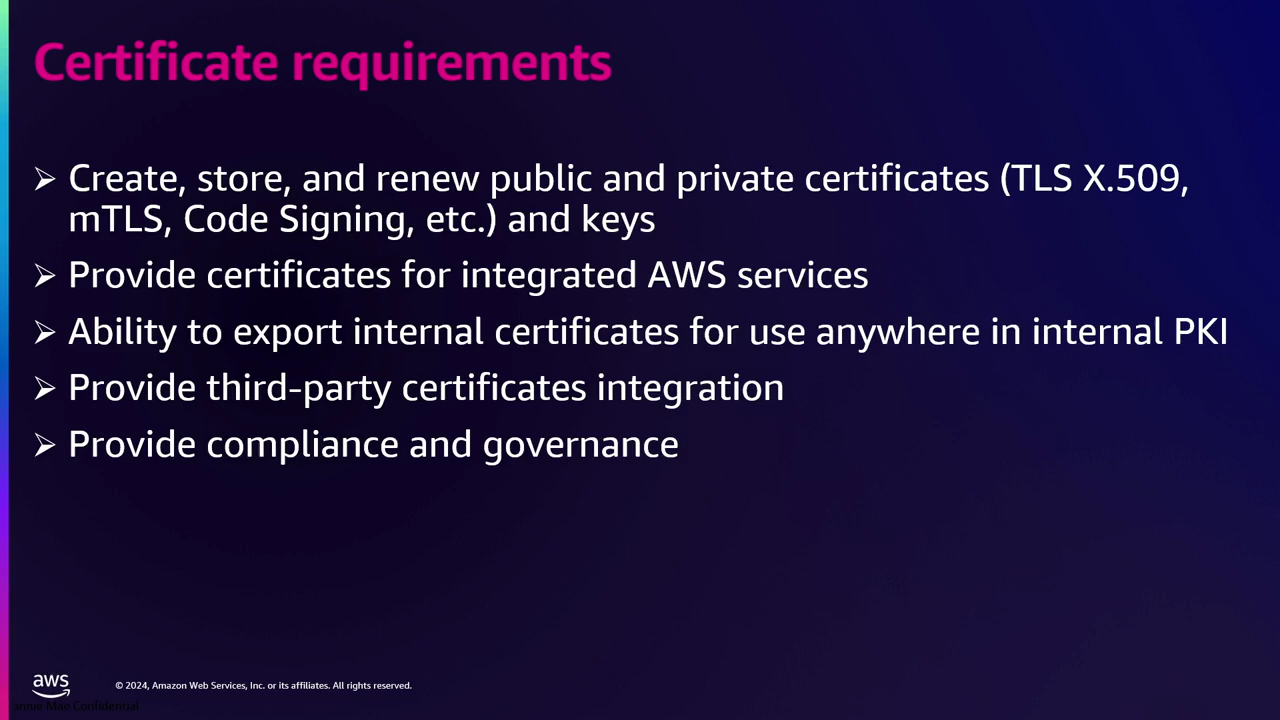 Certificate requirements
➢ Create, store, and renew public and private certificates (TLS X.509,
mTLS, Code Signing, etc.) and keys
➢ Provide certificates for integrated AWS services
➢ Ability to export internal certificates for use anywhere in internal PKI
➢ Provide third-party certificates integration
➢ Provide compliance and governance
aws
© 2024, Amazon Web Services, Inc. or its affiliates. All rights reserved.
annie Mae Confidential